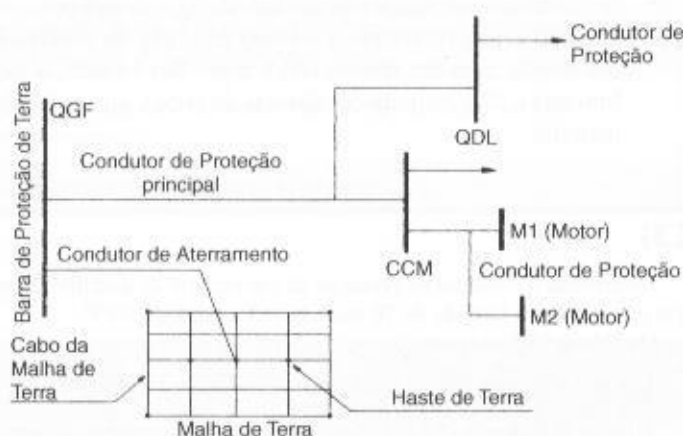 Condutor de
Proteção
QGF
Barra de Proteção de Terra
QDL
Condutor de Proteção
principal
M1 (Motor)
Condutor de Aterramento
CCM
Condutor de Proteção
M2 (Motor)
Cabo da
Malha de
Terra
Haste de Terra
Malha de Terra